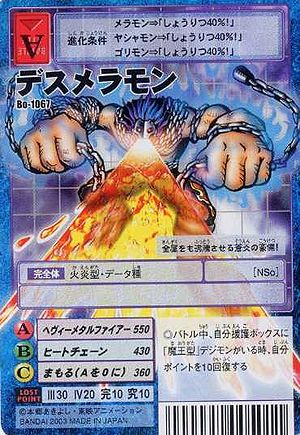 進化条件
メラモン⇒「しょうりつ40%!」
ヤシャモン⇒「しょうりつ40%!」
ゴリモン⇒「しょうりつ40%!」
デスメラモン
Bo-1067
金属をも沸騰させる蒼炎の豪傑!
完全体 火炎型・データ種 [NSo]
A ヘヴィーメタルファイアー 550
B ヒートチェーン 430
C まもる(Aを0に) 360
◎バトル中、自分援護ボックスに
「魔王型」デジモンがいる時、自分
ポイントを10回復する
LOST POINT Ⅲ30 Ⅳ20 完10 究10
©本郷あきよし・東映アニメーション
BANDAI 2003 MADE IN JAPAN